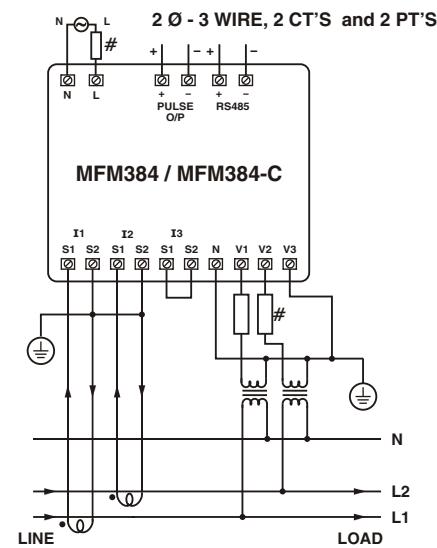 2 Ø - 3 WIRE, 2 CT'S and 2 PT'S
N L
#
+ – + –
N L + – + –
PULSE O/P RS485
MFM384 / MFM384-C
I1 I2 I3
S1 S2 S1 S2 S1 S2 N V1 V2 V3
#
N
L2
L1
LINE LOAD